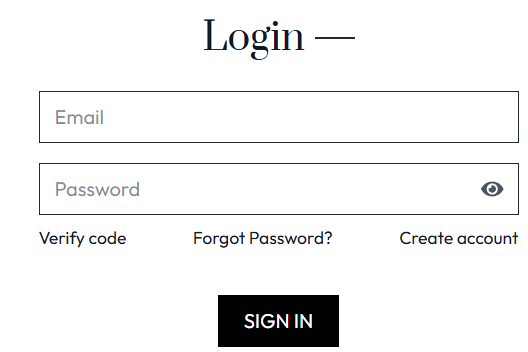 Login —
Email
Password
Verify code Forgot Password? Create account
SIGN IN